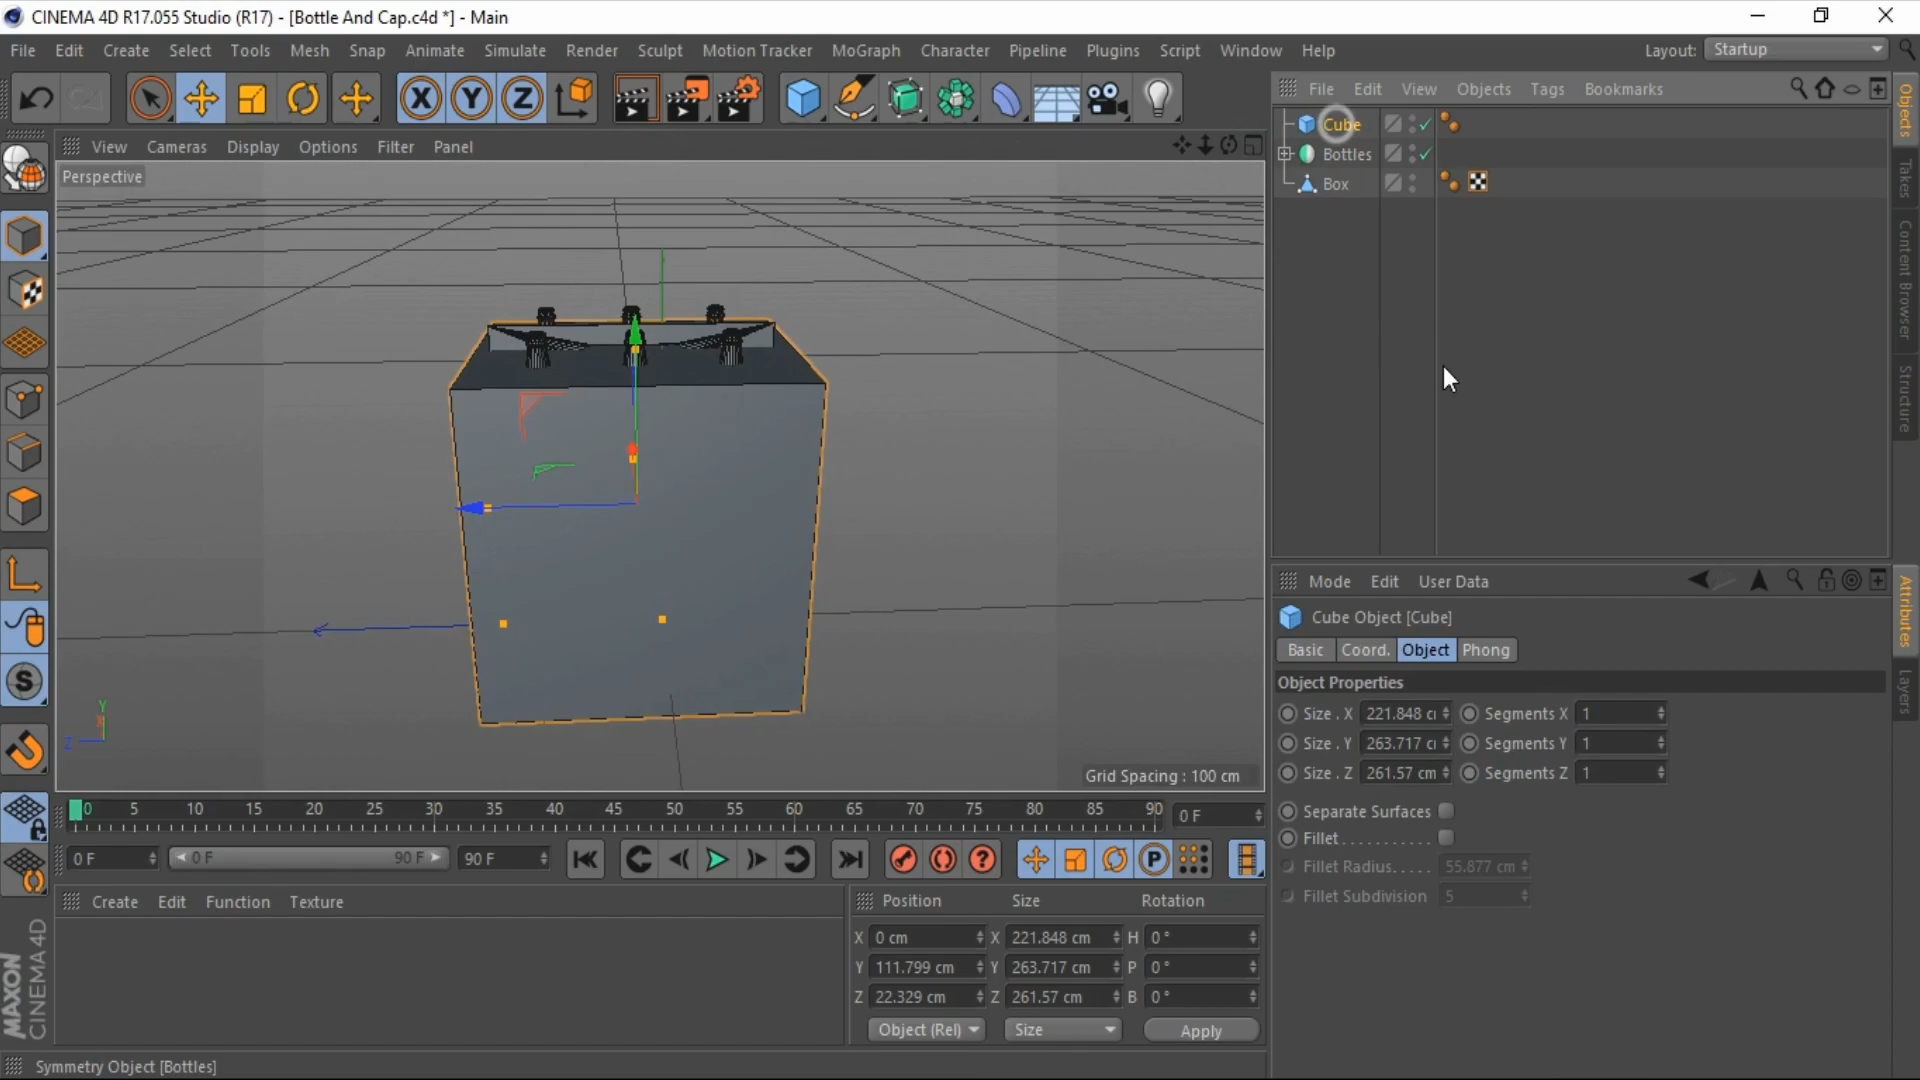 CINEMA 4D R17.055 Studio (R17) - [Bottle And Cap.c4d *] - Main
File Edit Create Select Tools Mesh Snap Animate Simulate Render Sculpt Motion Tracker MoGraph Character Pipeline Plugins Script Window Help Layout: Startup
X Y Z
File Edit View Objects Tags Bookmarks
Cube
Bottles
Box
Objects
Takes
Content Browser
Structure
View Cameras Display Options Filter Panel
Perspective
Y
X
Z
Grid Spacing : 100 cm
S
Mode Edit User Data
Cube Object [Cube]
Basic Coord. Object Phong
Object Properties
Size . X 221.848 Segments X 1
Size . Y 263.717 Segments Y 1
Size . Z 261.57 cm Segments Z 1
Separate Surfaces
Fillet
Fillet Radius. . . . . 55.877 cm
Fillet Subdivision 5
Attributes
Layers
0 5 10 15 20 25 30 35 40 45 50 55 60 65 70 75 80 85 90 0 F
0 F 0 F 90 F 90 F
? P
Create Edit Function Texture
Position Size Rotation
X 0 cm X 221.848 cm H 0 °
Y 111.799 cm Y 263.717 cm P 0 °
Z 22.329 cm Z 261.57 cm B 0 °
Object (Rel) Size Apply
MAXON
CINEMA 4D
Symmetry Object [Bottles]